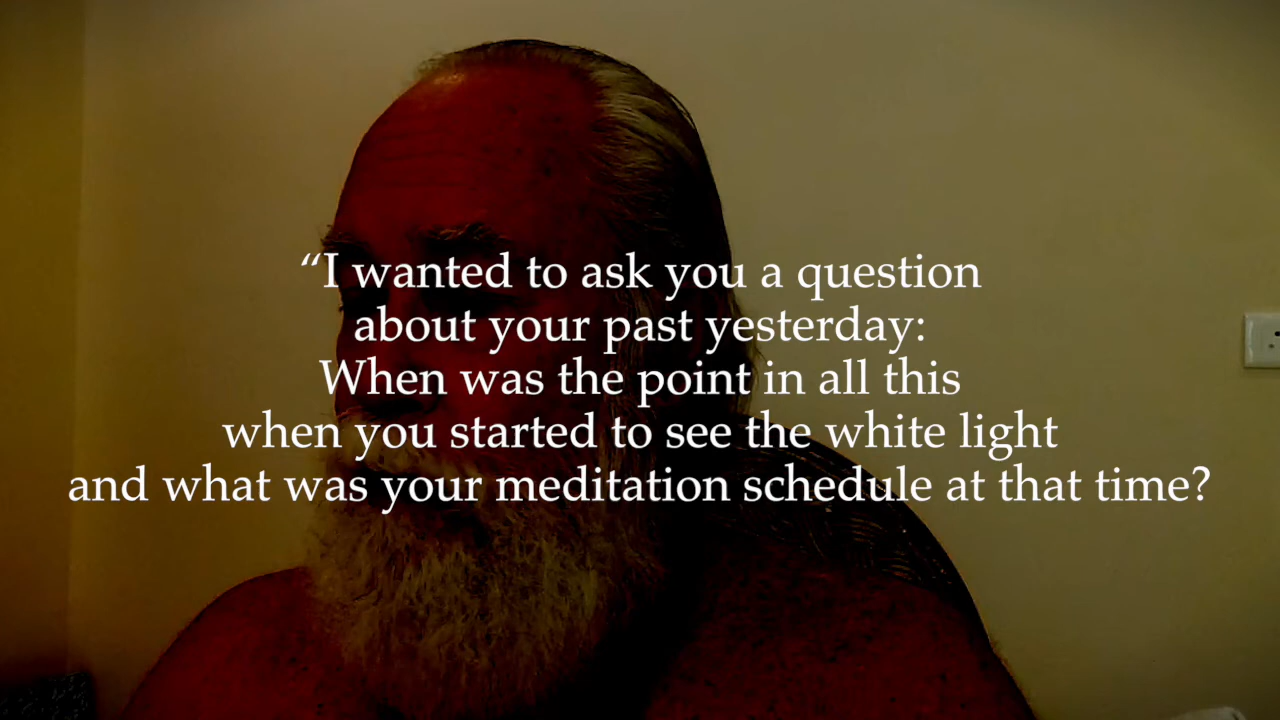 “I wanted to ask you a question
about your past yesterday:
When was the point in all this
when you started to see the white light
and what was your meditation schedule at that time?